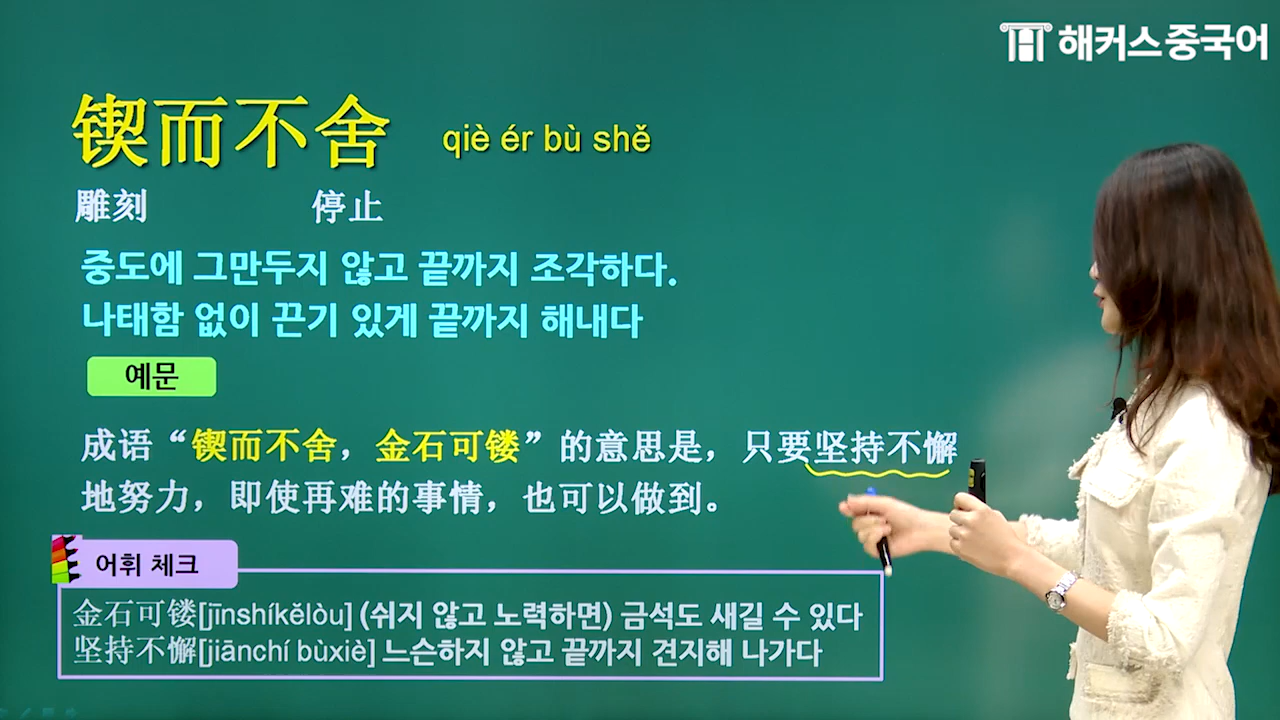 해커스중국어
锲而不舍 qiè ér bù shě
雕刻 停止
중도에 그만두지 않고 끝까지 조각하다.
나태함 없이 끈기 있게 끝까지 해내다
예문
成语“锲而不舍，金石可镂”的意思是，只要坚持不懈
地努力，即使再难的事情，也可以做到。
어휘 체크
金石可镂[jīnshíkělòu] (쉬지 않고 노력하면) 금석도 새길 수 있다
坚持不懈[jiānchí bùxiè] 느슨하지 않고 끝까지 견지해 나가다